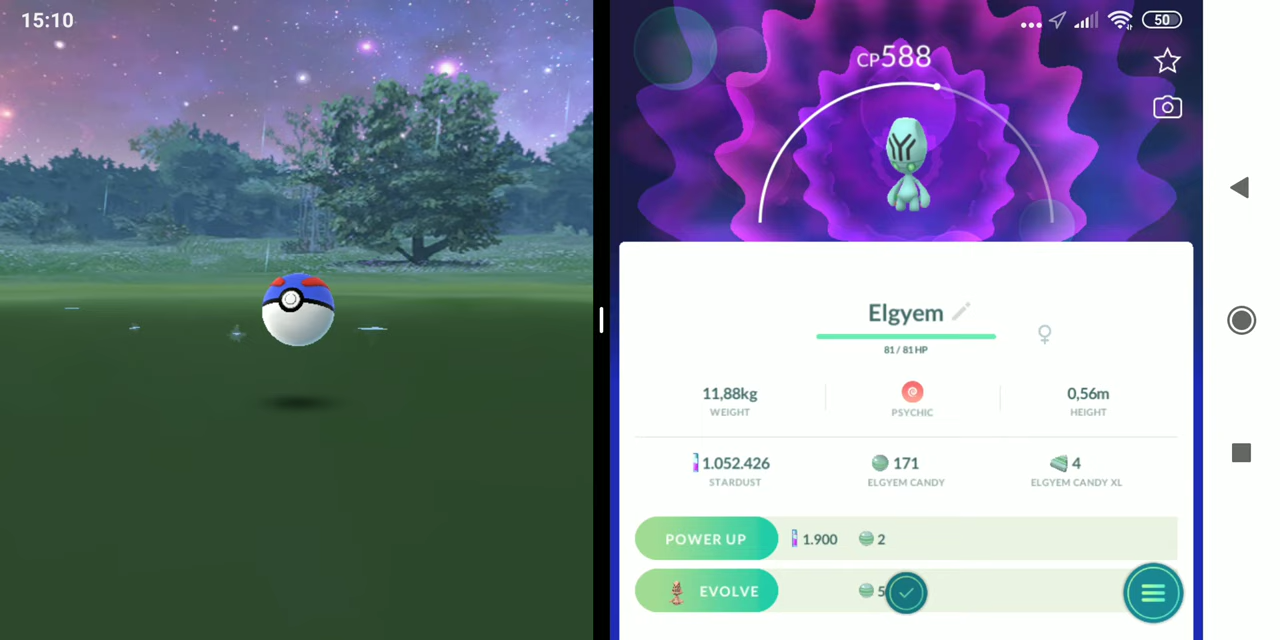 15:10
50
CP588
Elgyem
81 / 81 HP
11,88kg
WEIGHT
PSYCHIC
0,56m
HEIGHT
1.052.426
STARDUST
171
ELGYEM CANDY
4
ELGYEM CANDY XL
POWER UP
1.900
2
EVOLVE